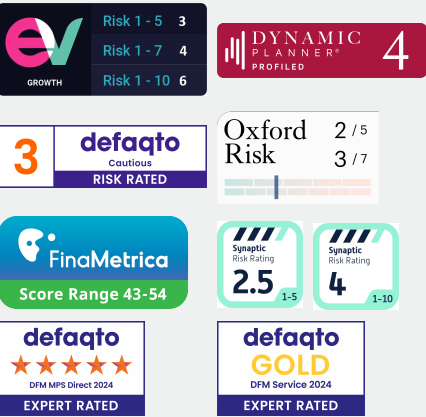 ev
GROWTH
Risk 1 - 5 3
Risk 1 - 7 4
Risk 1 - 10 6
DYNAMIC
PLANNER®
PROFILED
4
3
defaqto
Cautious
RISK RATED
Oxford
Risk
2 / 5
3 / 7
FinaMetrica
Score Range 43-54
Synaptic
Risk Rating
2.5
1-5
Synaptic
Risk Rating
4
1-10
defaqto
DFM MPS Direct 2024
EXPERT RATED
defaqto
GOLD
DFM Service 2024
EXPERT RATED